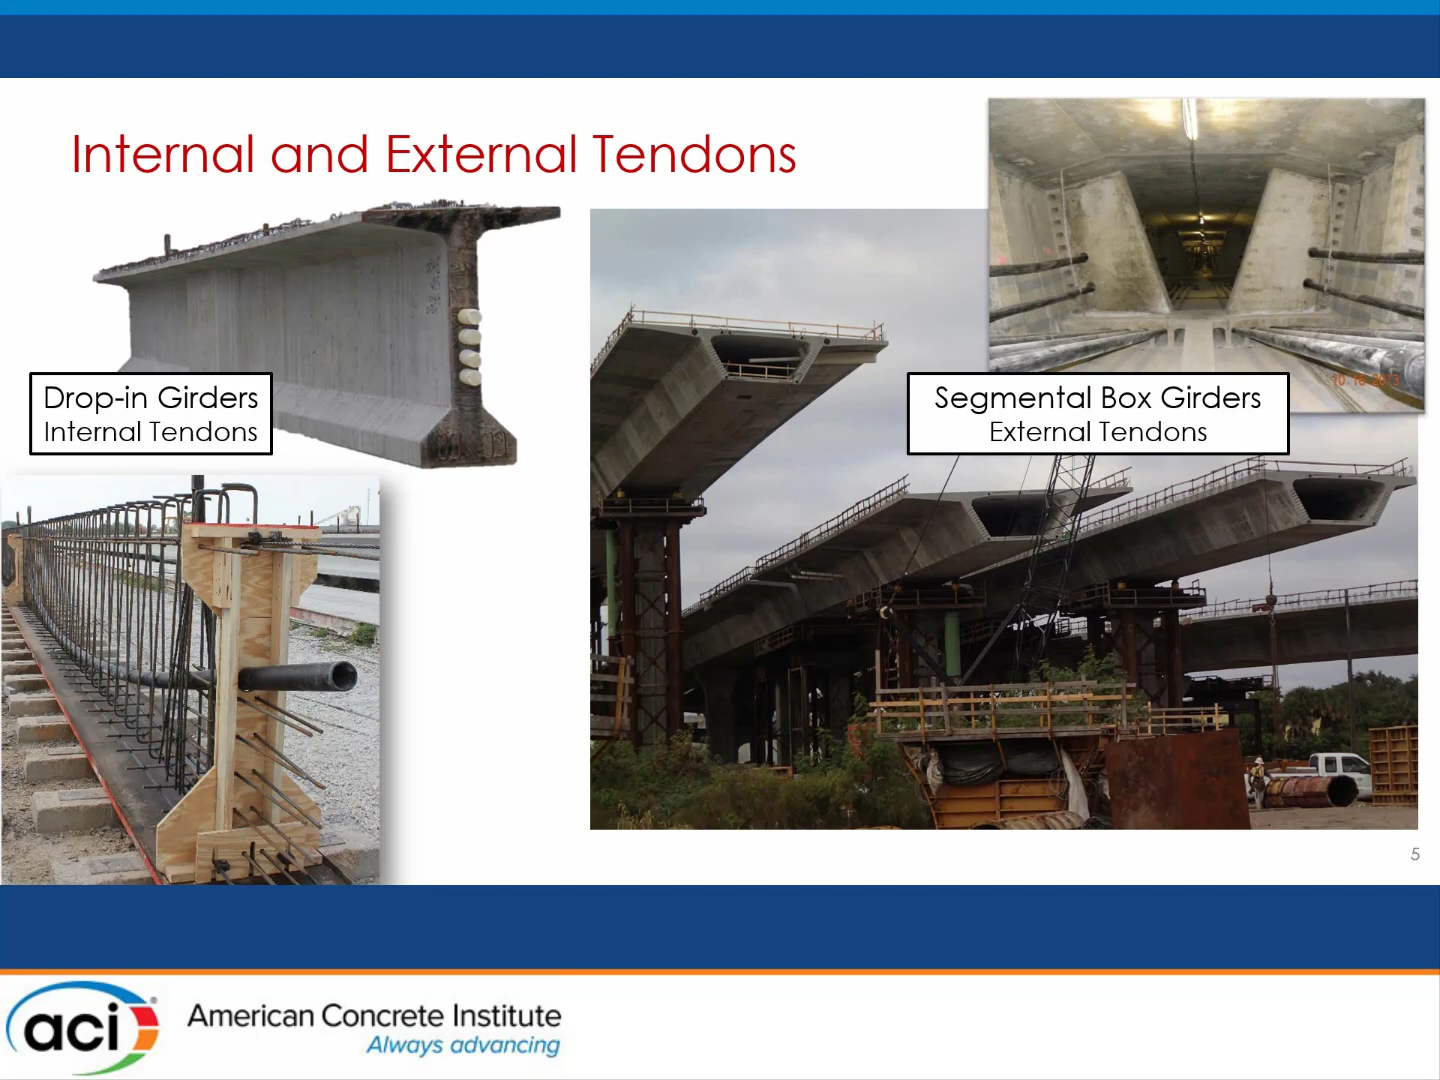 Internal and External Tendons
Drop-in Girders
Internal Tendons
Segmental Box Girders
External Tendons
5
aci®
American Concrete Institute
Always advancing